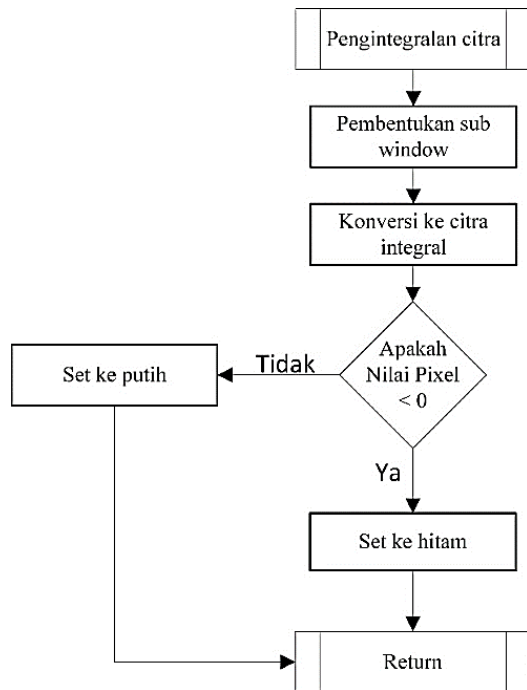 Pengintegralan citra
Pembentukan sub
window
Konversi ke citra
integral
Apakah
Nilai Pixel
< 0
Tidak
Set ke putih
Ya
Set ke hitam
Return